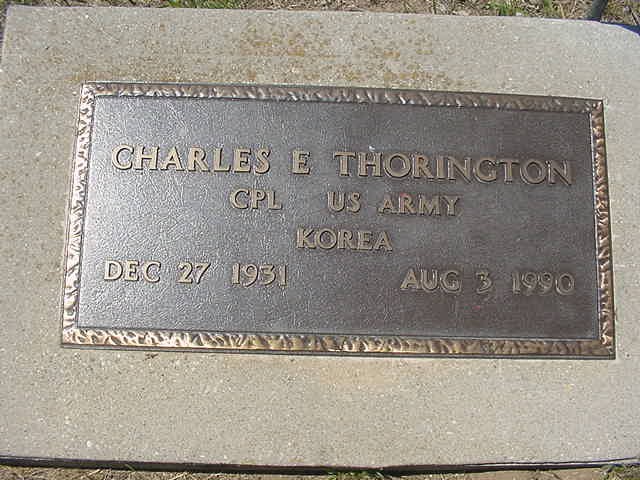 CHARLES E THORINGTON
CPL US ARMY
KOREA
DEC 27 1931 AUG 3 1990